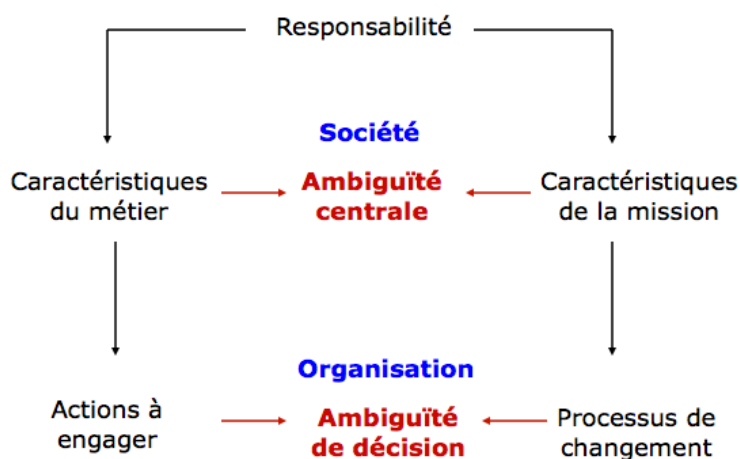 Responsabilité
Société
Caractéristiques
du métier
Ambiguïté
centrale
Caractéristiques
de la mission
Organisation
Actions à
engager
Ambiguïté
de décision
Processus de
changement